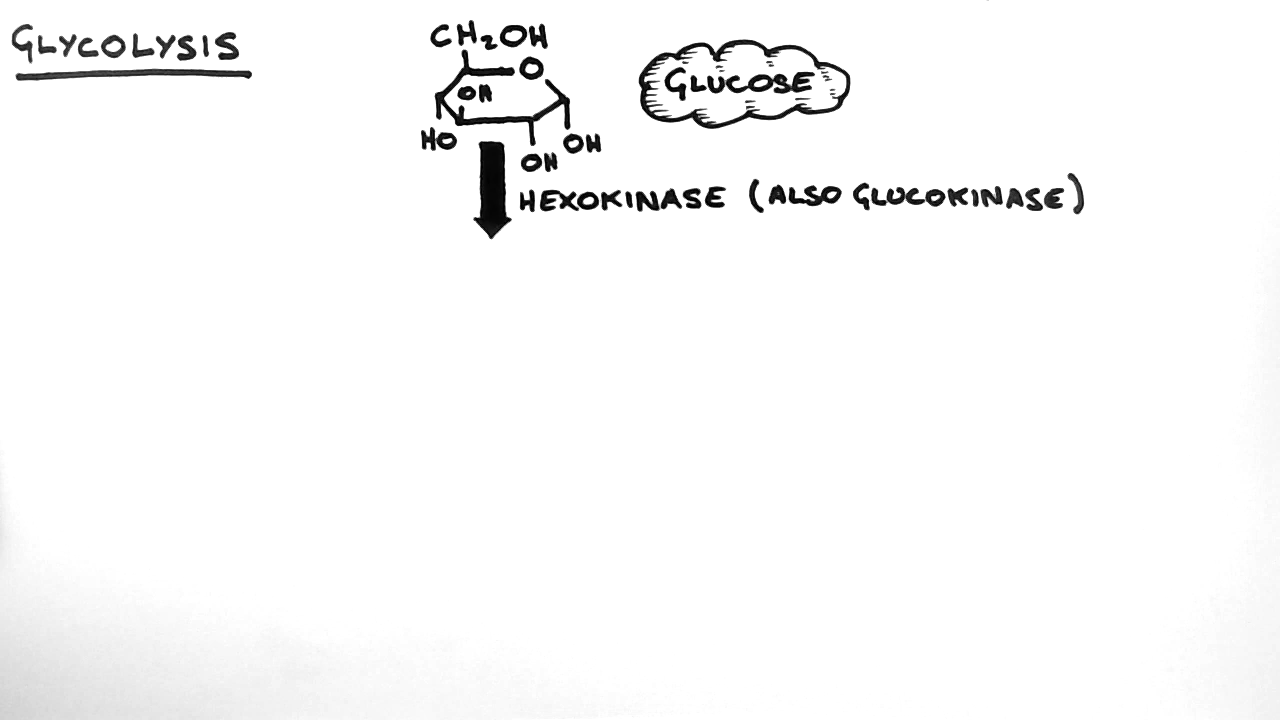 GLYCOLYSIS
CH₂OH
O
GLUCOSE
OH
HO
OH
OH
HEXOKINASE (ALSO GLUCOKINASE)